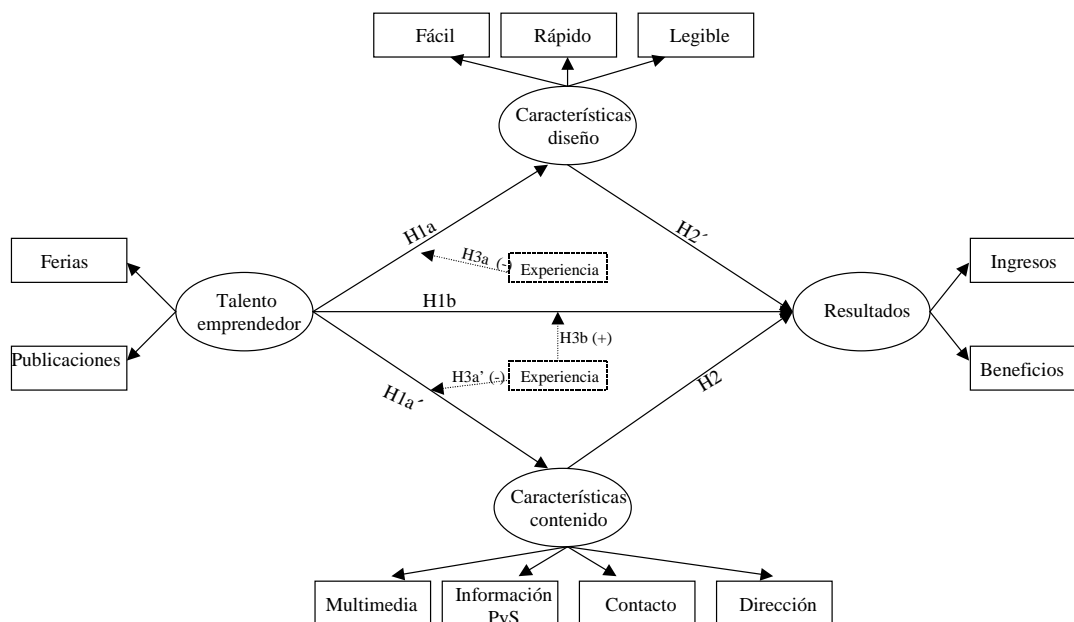 Fácil
Rápido
Legible
Características
diseño
H1a
H2´
H3a (-)
Experiencia
Ferias
Ingresos
Talento
emprendedor
H1b
Resultados
H3b (+)
Publicaciones
Beneficios
H3a’ (-)
Experiencia
H1a´
H2
Características
contenido
Multimedia
Información
PyS
Contacto
Dirección